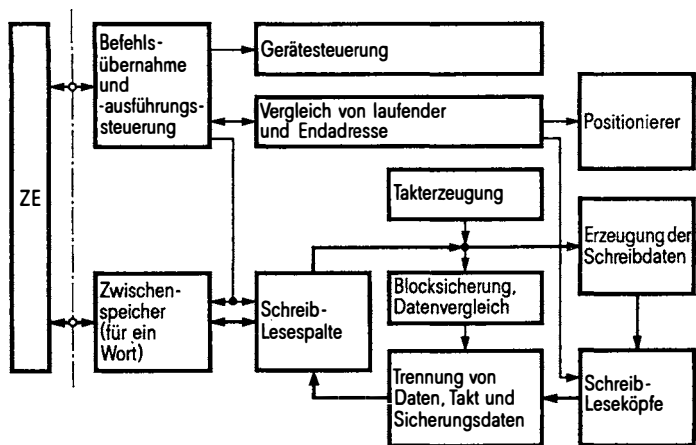 ZE
Befehls-
übernahme
und
-ausführungs-
steuerung
Gerätesteuerung
Vergleich von laufender
und Endadresse
Positionierer
Takterzeugung
Erzeugung der
Schreibdaten
Zwischen-
speicher
(für ein
Wort)
Schreib-
Lesespalte
Blocksicherung,
Datenvergleich
Trennung von
Daten, Takt und
Sicherungsdaten
Schreib-
Leseköpfe